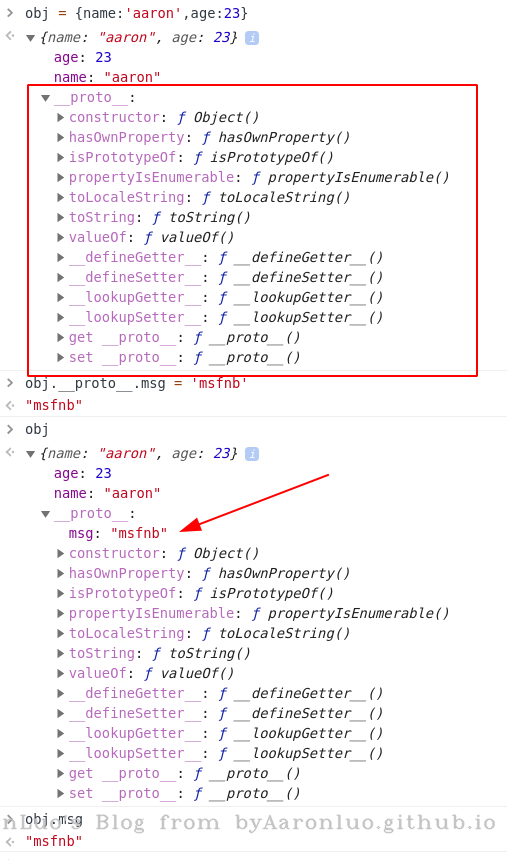 obj = {name:'aaron',age:23}
{name: "aaron", age: 23} i
age: 23
name: "aaron"
__proto__:
constructor: ƒ Object()
hasOwnProperty: ƒ hasOwnProperty()
isPrototypeOf: ƒ isPrototypeOf()
propertyIsEnumerable: ƒ propertyIsEnumerable()
toLocaleString: ƒ toLocaleString()
toString: ƒ toString()
valueOf: ƒ valueOf()
__defineGetter__: ƒ __defineGetter__()
__defineSetter__: ƒ __defineSetter__()
__lookupGetter__: ƒ __lookupGetter__()
__lookupSetter__: ƒ __lookupSetter__()
get __proto__: ƒ __proto__()
set __proto__: ƒ __proto__()
obj.__proto__.msg = 'msfnb'
"msfnb"
obj
{name: "aaron", age: 23} i
age: 23
name: "aaron"
__proto__:
msg: "msfnb"
constructor: ƒ Object()
hasOwnProperty: ƒ hasOwnProperty()
isPrototypeOf: ƒ isPrototypeOf()
propertyIsEnumerable: ƒ propertyIsEnumerable()
toLocaleString: ƒ toLocaleString()
toString: ƒ toString()
valueOf: ƒ valueOf()
__defineGetter__: ƒ __defineGetter__()
__defineSetter__: ƒ __defineSetter__()
__lookupGetter__: ƒ __lookupGetter__()
__lookupSetter__: ƒ __lookupSetter__()
get __proto__: ƒ __proto__()
set __proto__: ƒ __proto__()
obj.msg
nLuo's Blog from byAaronluo.github.io
"msfnb"